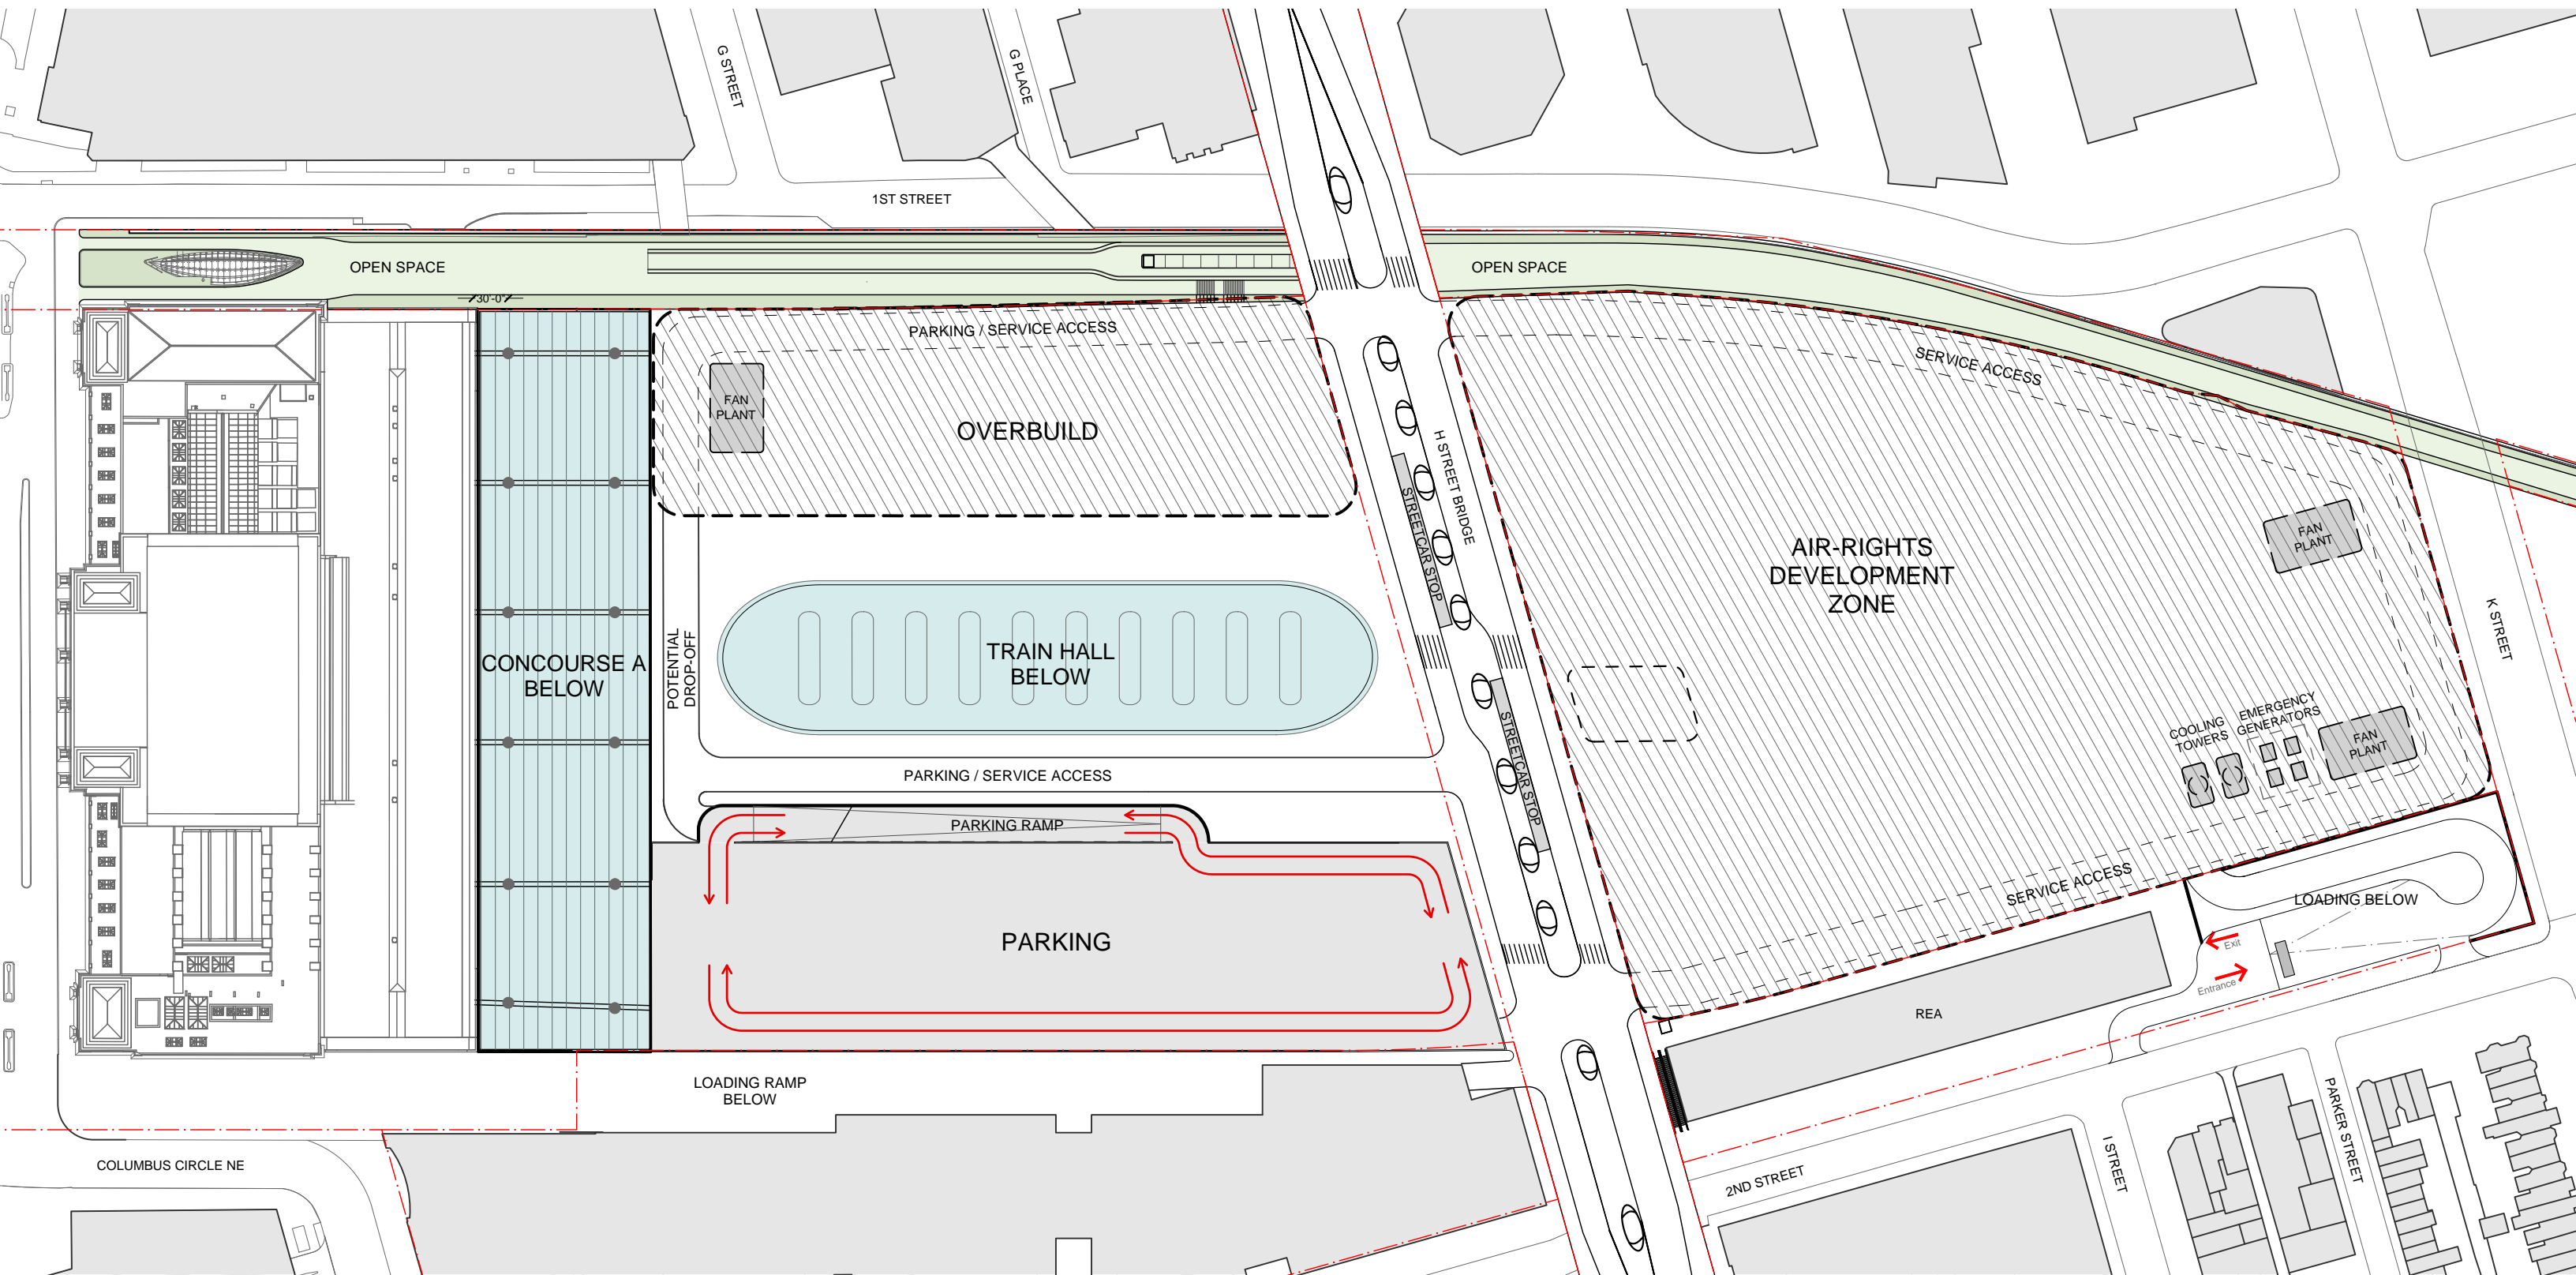 G STREET
G PLACE
1ST STREET
OPEN SPACE
OPEN SPACE
30'-0"
PARKING / SERVICE ACCESS
SERVICE ACCESS
FAN
PLANT
OVERBUILD
H STREET BRIDGE
STREETCAR STOP
AIR-RIGHTS
DEVELOPMENT
ZONE
FAN
PLANT
K STREET
CONCOURSE A
BELOW
POTENTIAL
DROP-OFF
TRAIN HALL
BELOW
STREETCAR STOP
COOLING
TOWERS
EMERGENCY
GENERATORS
FAN
PLANT
PARKING / SERVICE ACCESS
PARKING RAMP
PARKING
SERVICE ACCESS
LOADING BELOW
Exit
Entrance
REA
LOADING RAMP
BELOW
COLUMBUS CIRCLE NE
2ND STREET
I STREET
PARKER STREET